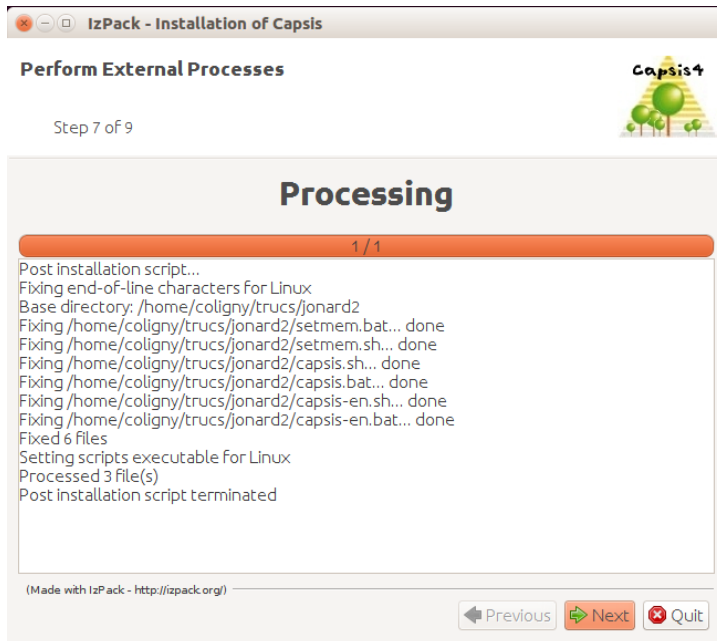 IzPack - Installation of Capsis
Perform External Processes
Capsis4
Step 7 of 9
Processing
1 / 1
Post installation script...
Fixing end-of-line characters for Linux
Base directory: /home/coligny/trucs/jonard2
Fixing /home/coligny/trucs/jonard2/setmem.bat... done
Fixing /home/coligny/trucs/jonard2/setmem.sh... done
Fixing /home/coligny/trucs/jonard2/capsis.sh... done
Fixing /home/coligny/trucs/jonard2/capsis.bat... done
Fixing /home/coligny/trucs/jonard2/capsis-en.sh... done
Fixing /home/coligny/trucs/jonard2/capsis-en.bat... done
Fixed 6 files
Setting scripts executable for Linux
Processed 3 file(s)
Post installation script terminated
(Made with IzPack - http://izpack.org/)
Previous Next Quit